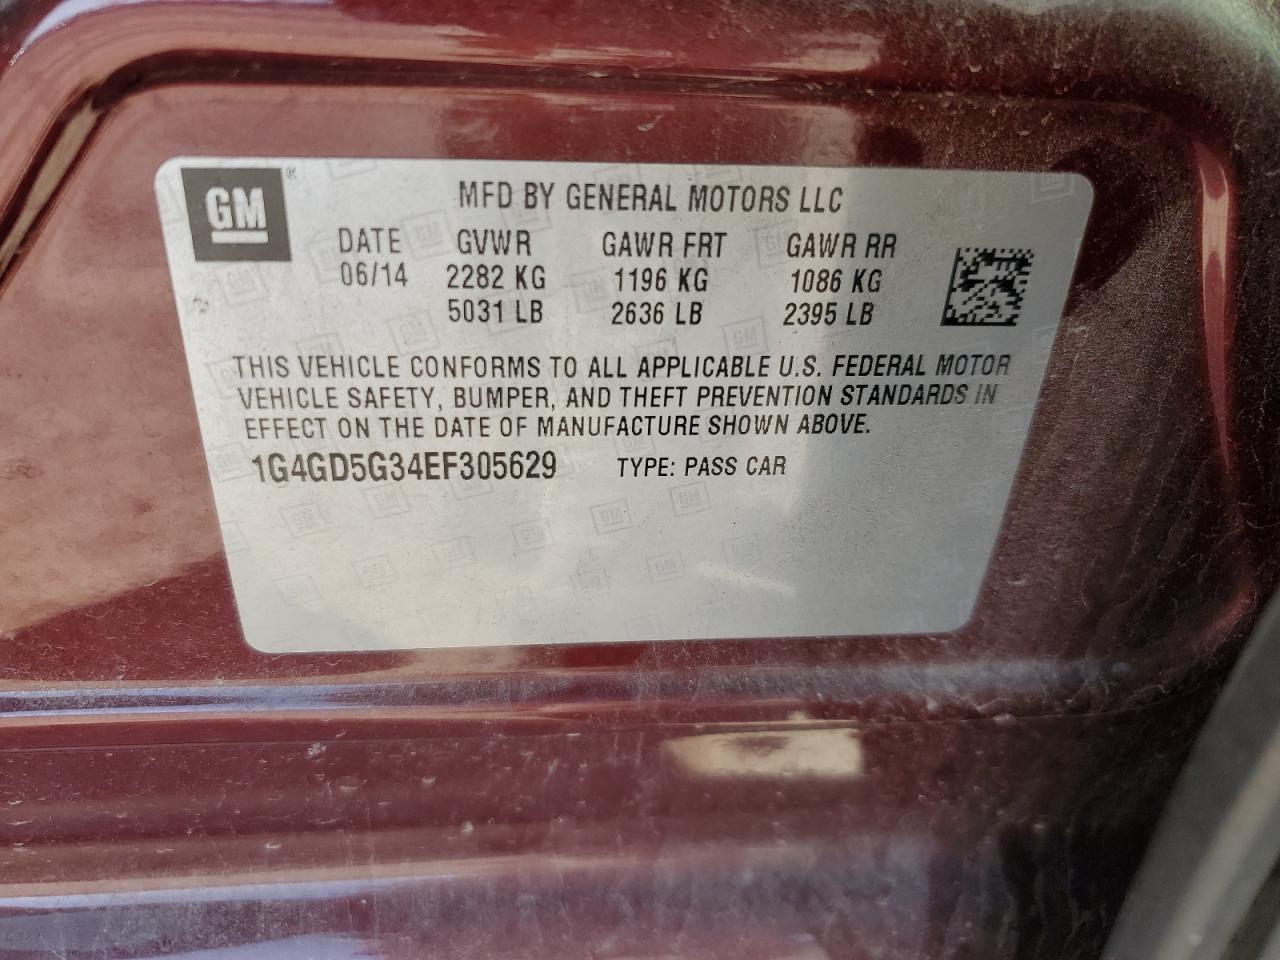 GM ®
MFD BY GENERAL MOTORS LLC
DATE GVWR GAWR FRT GAWR RR
06/14 2282 KG 1196 KG 1086 KG
5031 LB 2636 LB 2395 LB
THIS VEHICLE CONFORMS TO ALL APPLICABLE U.S. FEDERAL MOTOR
VEHICLE SAFETY, BUMPER, AND THEFT PREVENTION STANDARDS IN
EFFECT ON THE DATE OF MANUFACTURE SHOWN ABOVE.
1G4GD5G34EF305629 TYPE: PASS CAR